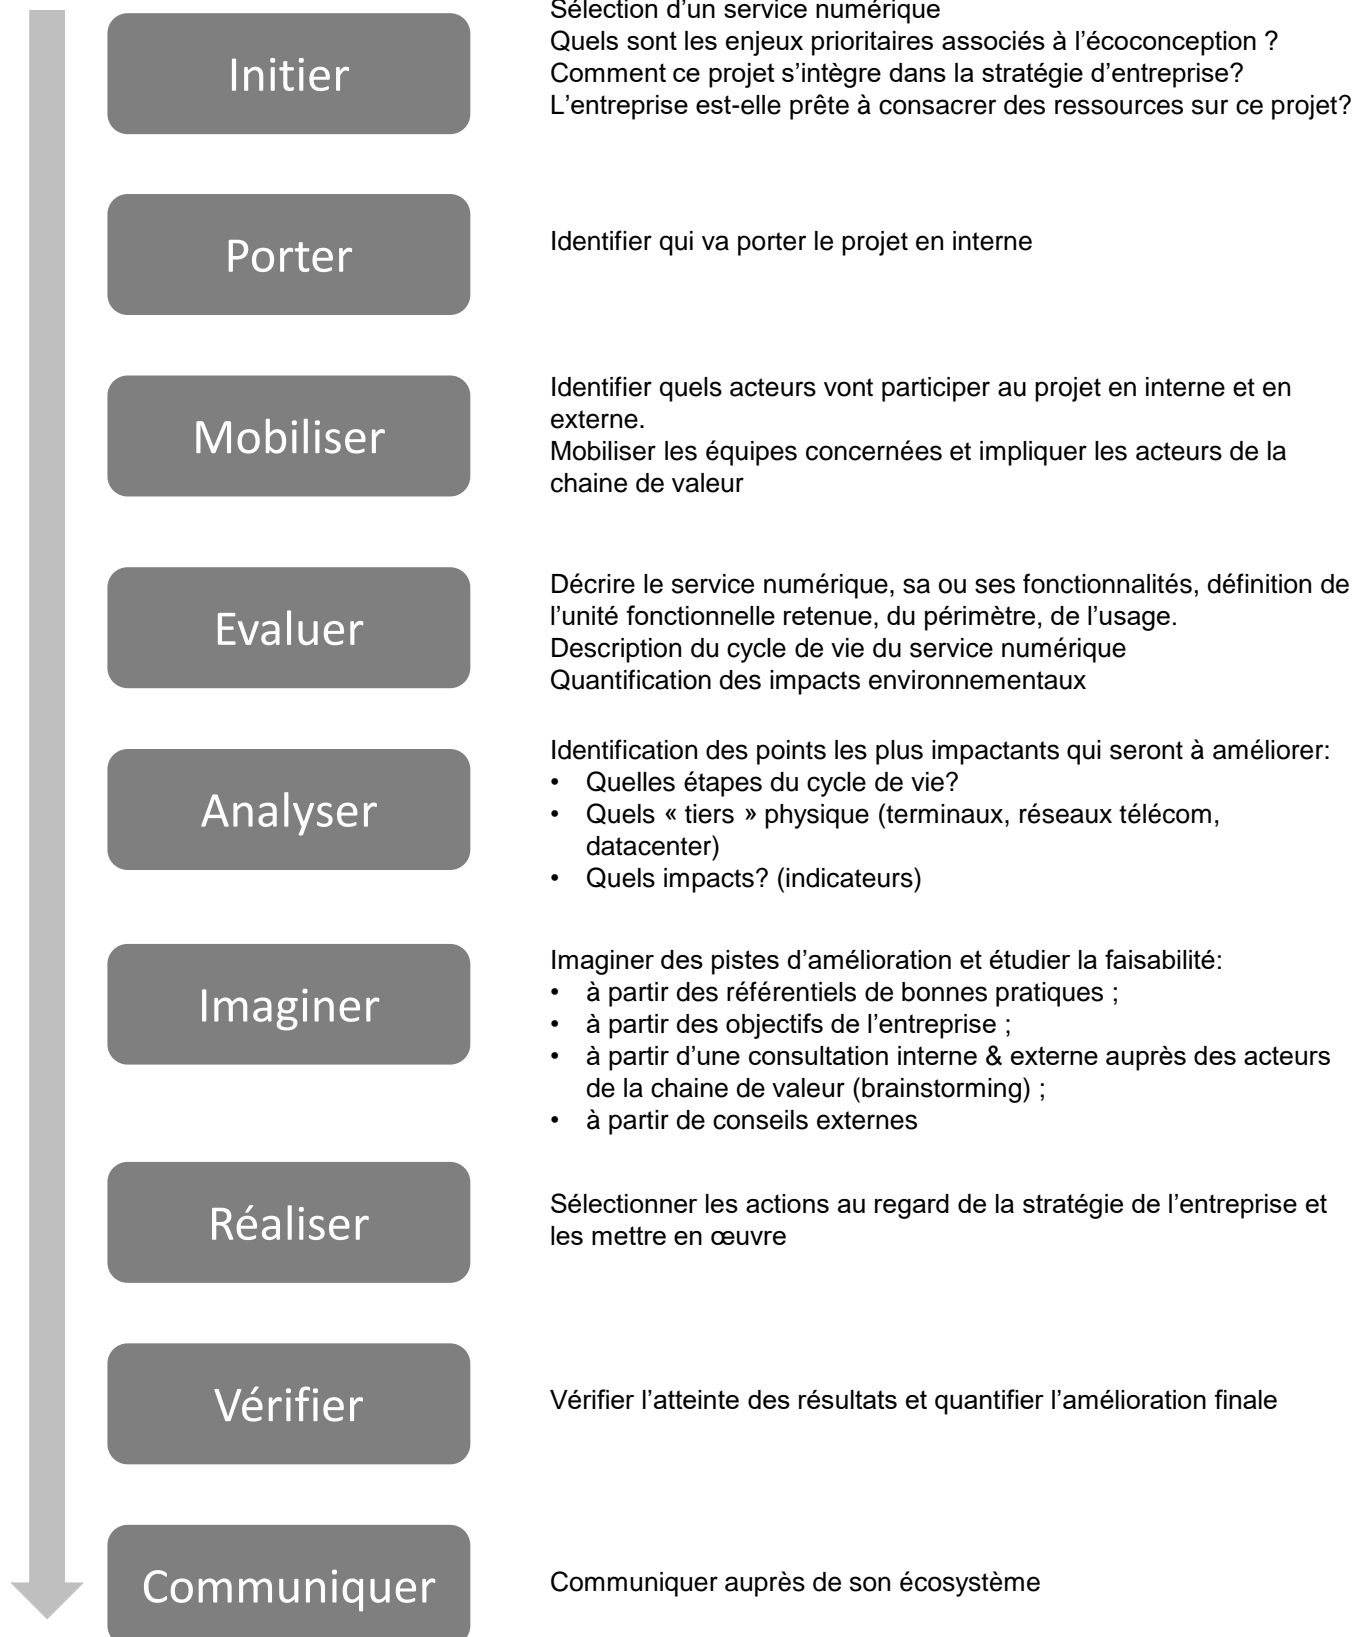 Initier
Sélection d’un service numérique
Quels sont les enjeux prioritaires associés à l’écoconception ?
Comment ce projet s’intègre dans la stratégie d’entreprise?
L’entreprise est-elle prête à consacrer des ressources sur ce projet?
Porter
Identifier qui va porter le projet en interne
Mobiliser
Identifier quels acteurs vont participer au projet en interne et en
externe.
Mobiliser les équipes concernées et impliquer les acteurs de la
chaine de valeur
Evaluer
Décrire le service numérique, sa ou ses fonctionnalités, définition de
l’unité fonctionnelle retenue, du périmètre, de l’usage.
Description du cycle de vie du service numérique
Quantification des impacts environnementaux
Analyser
Identification des points les plus impactants qui seront à améliorer:
• Quelles étapes du cycle de vie?
• Quels « tiers » physique (terminaux, réseaux télécom,
datacenter)
• Quels impacts? (indicateurs)
Imaginer
Imaginer des pistes d’amélioration et étudier la faisabilité:
• à partir des référentiels de bonnes pratiques ;
• à partir des objectifs de l’entreprise ;
• à partir d’une consultation interne & externe auprès des acteurs
de la chaine de valeur (brainstorming) ;
• à partir de conseils externes
Réaliser
Sélectionner les actions au regard de la stratégie de l’entreprise et
les mettre en œuvre
Vérifier
Vérifier l’atteinte des résultats et quantifier l’amélioration finale
Communiquer
Communiquer auprès de son écosystème